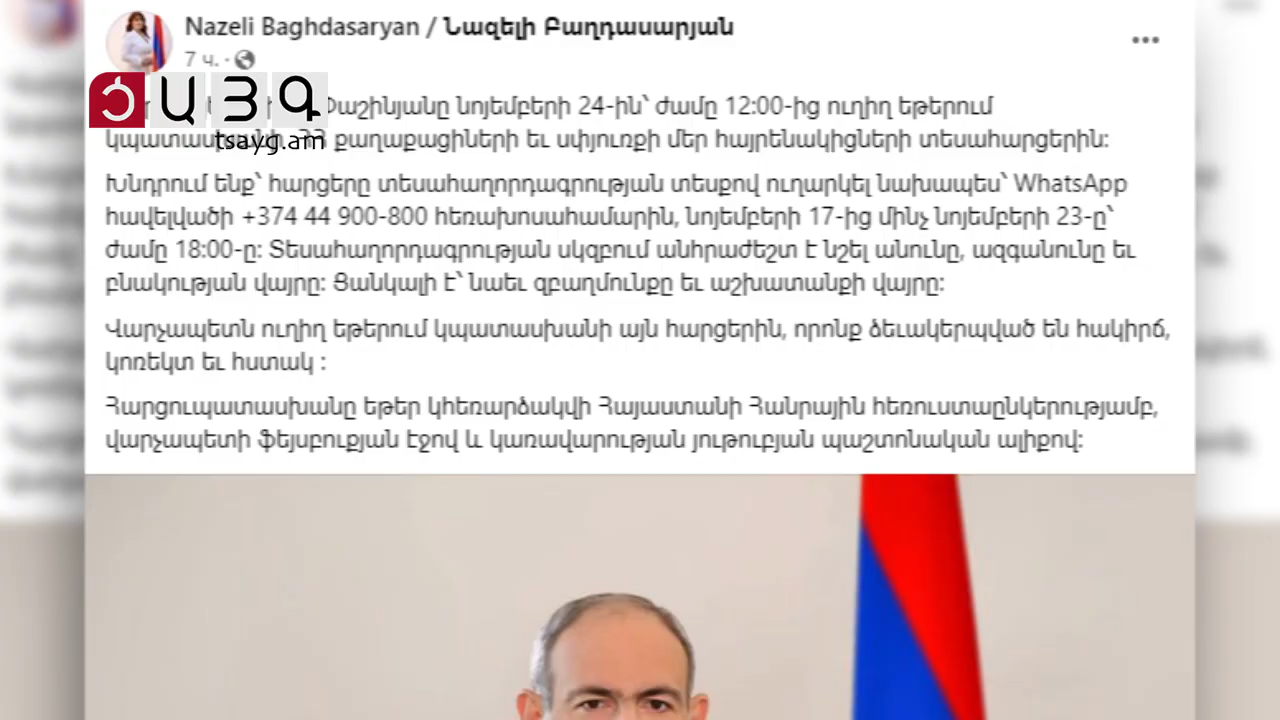 Nazeli Baghdasaryan / Նազելի Բաղդասարյան
7 ч.
ՑԱՅԳ
tsayg.am
Փաշինյանը նոյեմբերի 24-ին՝ ժամը 12:00-ից ուղիղ եթերում
ՀՀ քաղաքացիների եւ սփյուռքի մեր հայրենակիցների տեսահարցերին։
Խնդրում ենք՝ հարցերը տեսահաղորդագրության տեսքով ուղարկել նախապես՝ WhatsApp
հավելվածի +374 44 900-800 հեռախոսահամարին, նոյեմբերի 17-ից մինչ նոյեմբերի 23-ը՝
ժամը 18:00-ը։ Տեսահաղորդագրության սկզբում անհրաժեշտ է նշել անունը, ազգանունը եւ
բնակության վայրը։ Ցանկալի է՝ նաեւ զբաղմունքը եւ աշխատանքի վայրը։
Վարչապետն ուղիղ եթերում կպատասխանի այն հարցերին, որոնք ձեւակերպված են հակիրճ,
կոռեկտ եւ հստակ :
Հարցուպատասխանը եթեր կհեռարձակվի Հայաստանի Հանրային հեռուստաընկերությամբ,
վարչապետի ֆեյսբուքյան էջով և կառավարության յութուբյան պաշտոնական ալիքով։